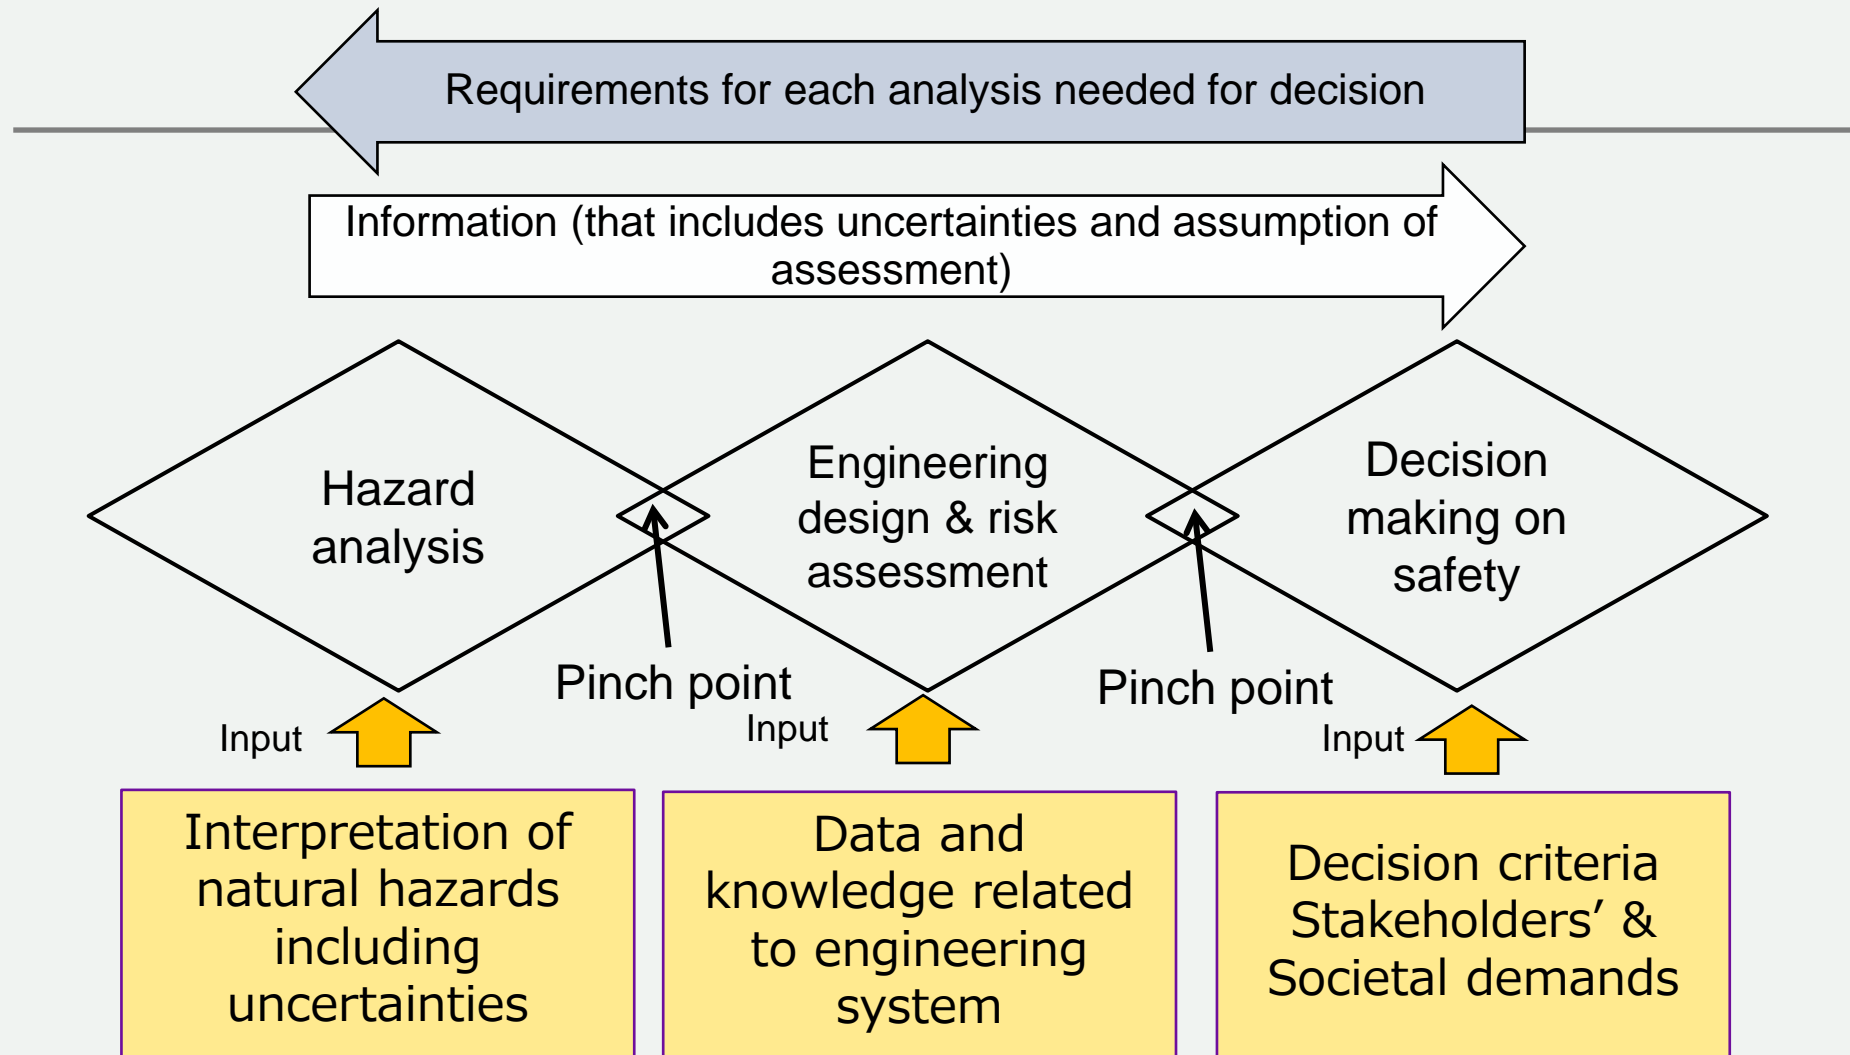 Requirements for each analysis needed for decision
Information (that includes uncertainties and assumption of
assessment)
Hazard
analysis
Engineering
design & risk
assessment
Decision
making on
safety
Pinch point
Pinch point
Input
Input
Input
Interpretation of
natural hazards
including
uncertainties
Data and
knowledge related
to engineering
system
Decision criteria
Stakeholders’ &
Societal demands